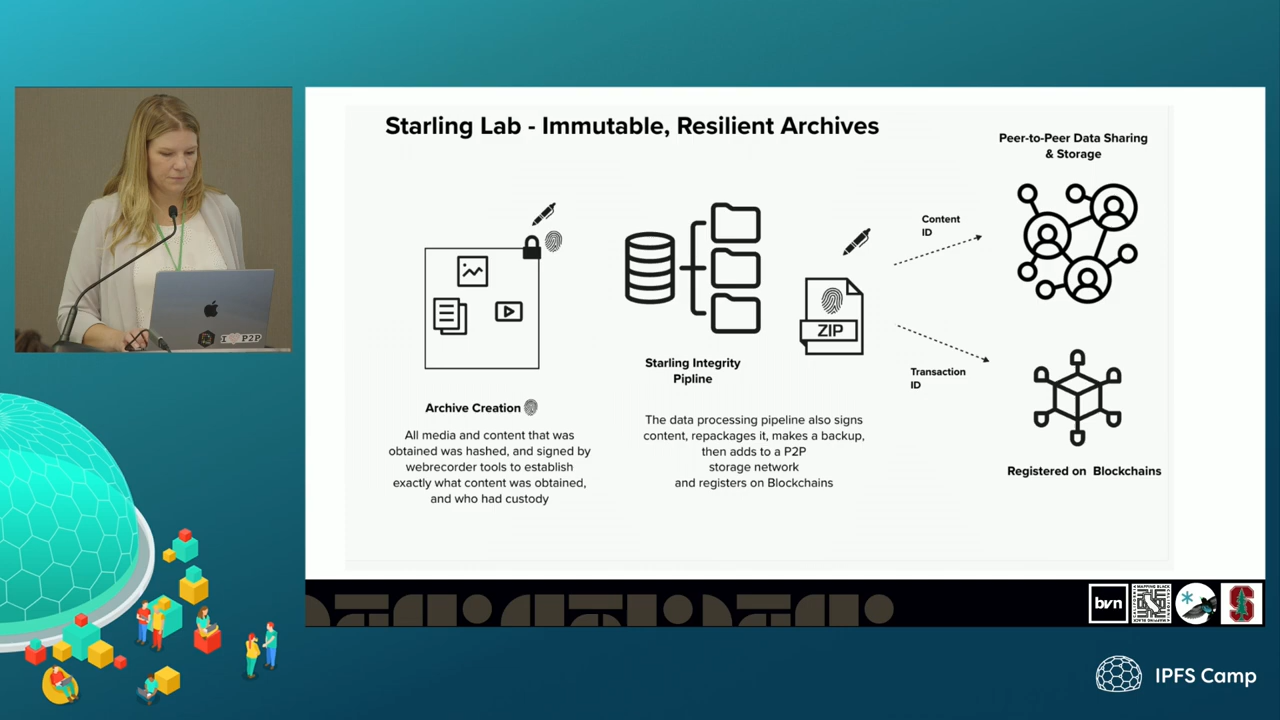 Starling Lab - Immutable, Resilient Archives
Peer-to-Peer Data Sharing
& Storage
Content
ID
ZIP
Starling Integrity
Pipline
Transaction
ID
Archive Creation
All media and content that was
obtained was hashed, and signed by
webrecorder tools to establish
exactly what content was obtained,
and who had custody
The data processing pipeline also signs
content, repackages it, makes a backup,
then adds to a P2P
storage network
and registers on Blockchains
Registered on Blockchains
I P2P
bvn
S
IPFS Camp